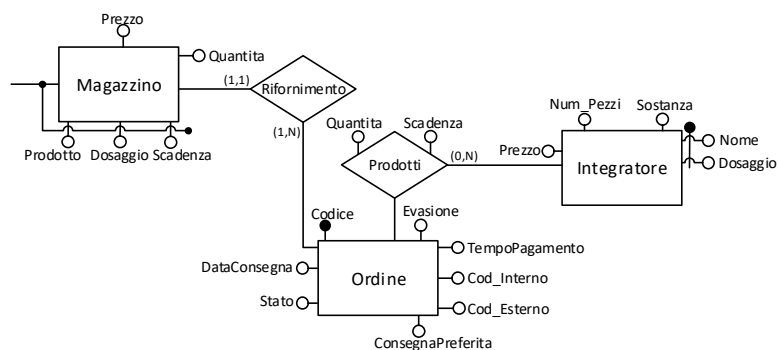 Prezzo
Quantita
Magazzino
(1,1)
Rifornimento
(1,N)
Prodotto
Dosaggio
Scadenza
Quantita
Scadenza
Prodotti
(0,N)
Num_Pezzi
Sostanza
Prezzo
Nome
Integratore
Dosaggio
Codice
Evasione
DataConsegna
TempoPagamento
Ordine
Cod_Interno
Stato
Cod_Esterno
ConsegnaPreferita